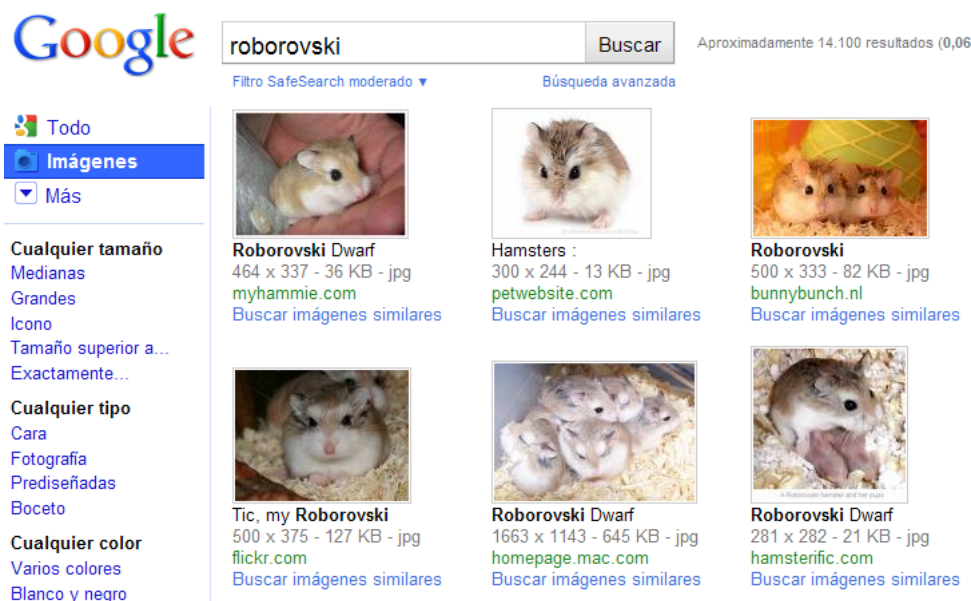 Google
roborovski
Buscar
Aproximadamente 14.100 resultados (0,06
Filtro SafeSearch moderado ▼
Búsqueda avanzada
Todo
Imágenes
Más
Cualquier tamaño
Medianas
Grandes
Icono
Tamaño superior a...
Exactamente...
Cualquier tipo
Cara
Fotografía
Prediseñadas
Boceto
Cualquier color
Varios colores
Blanco y negro
Roborovski Dwarf
464 x 337 - 36 KB - jpg
myhammie.com
Buscar imágenes similares
Hamsters :
300 x 244 - 13 KB - jpg
petwebsite.com
Buscar imágenes similares
Roborovski
500 x 333 - 82 KB - jpg
bunnybunch.nl
Buscar imágenes similares
Tic, my Roborovski
500 x 375 - 127 KB - jpg
flickr.com
Buscar imágenes similares
Roborovski Dwarf
1663 x 1143 - 645 KB - jpg
homepage.mac.com
Buscar imágenes similares
A Roborovski hamster and her pups
Roborovski Dwarf
281 x 282 - 21 KB - jpg
hamsterific.com
Buscar imágenes similares